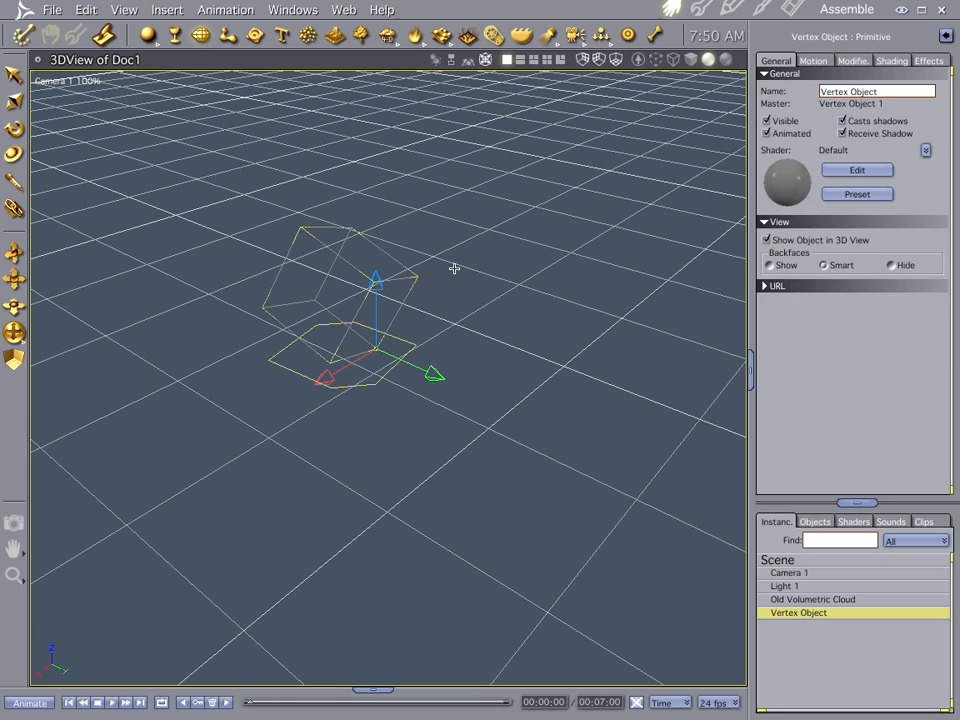 File Edit View Insert Animation Windows Web Help Assemble
7:50 AM
3DView of Doc1
Camera 1 100%
Z
Y
Vertex Object : Primitive
General Motion Modifie. Shading Effects
General
Name: Vertex Object
Master: Vertex Object 1
Visible Casts shadows
Animated Receive Shadow
Shader: Default
Edit
Preset
View
Show Object in 3D View
Backfaces
Show Smart Hide
URL
Instanc. Objects Shaders Sounds Clips
Find: All
Scene
Camera 1
Light 1
Old Volumetric Cloud
Vertex Object
Animate 00:00:00 / 00:07:00 Time 24 fps